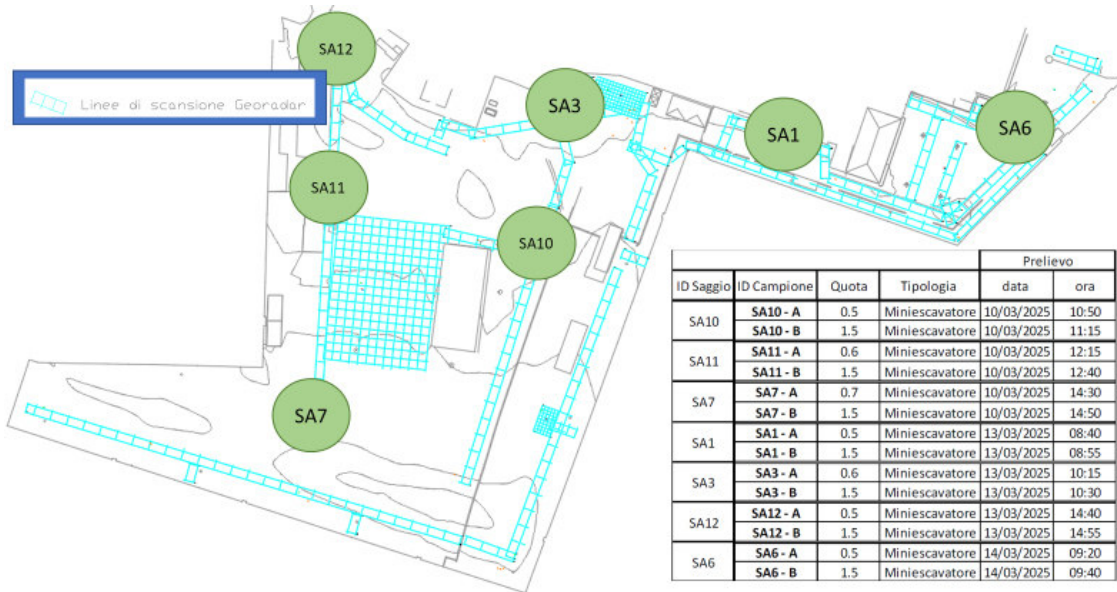 SA12
Linee di scansione Georadar
SA3
SA1
SA6
SA11
SA10
SA7
Prelievo
ID Saggio ID Campione Quota Tipologia data ora
SA10 SA10 - A 0.5 Miniescavatore 10/03/2025 10:50
SA10 - B 1.5 Miniescavatore 10/03/2025 11:15
SA11 SA11 - A 0.6 Miniescavatore 10/03/2025 12:15
SA11 - B 1.5 Miniescavatore 10/03/2025 12:40
SA7 SA7 - A 0.7 Miniescavatore 10/03/2025 14:30
SA7 - B 1.5 Miniescavatore 10/03/2025 14:50
SA1 SA1 - A 0.5 Miniescavatore 13/03/2025 08:40
SA1 - B 1.5 Miniescavatore 13/03/2025 08:55
SA3 SA3 - A 0.6 Miniescavatore 13/03/2025 10:15
SA3 - B 1.5 Miniescavatore 13/03/2025 10:30
SA12 SA12 - A 0.5 Miniescavatore 13/03/2025 14:40
SA12 - B 1.5 Miniescavatore 13/03/2025 14:55
SA6 SA6 - A 0.5 Miniescavatore 14/03/2025 09:20
SA6 - B 1.5 Miniescavatore 14/03/2025 09:40